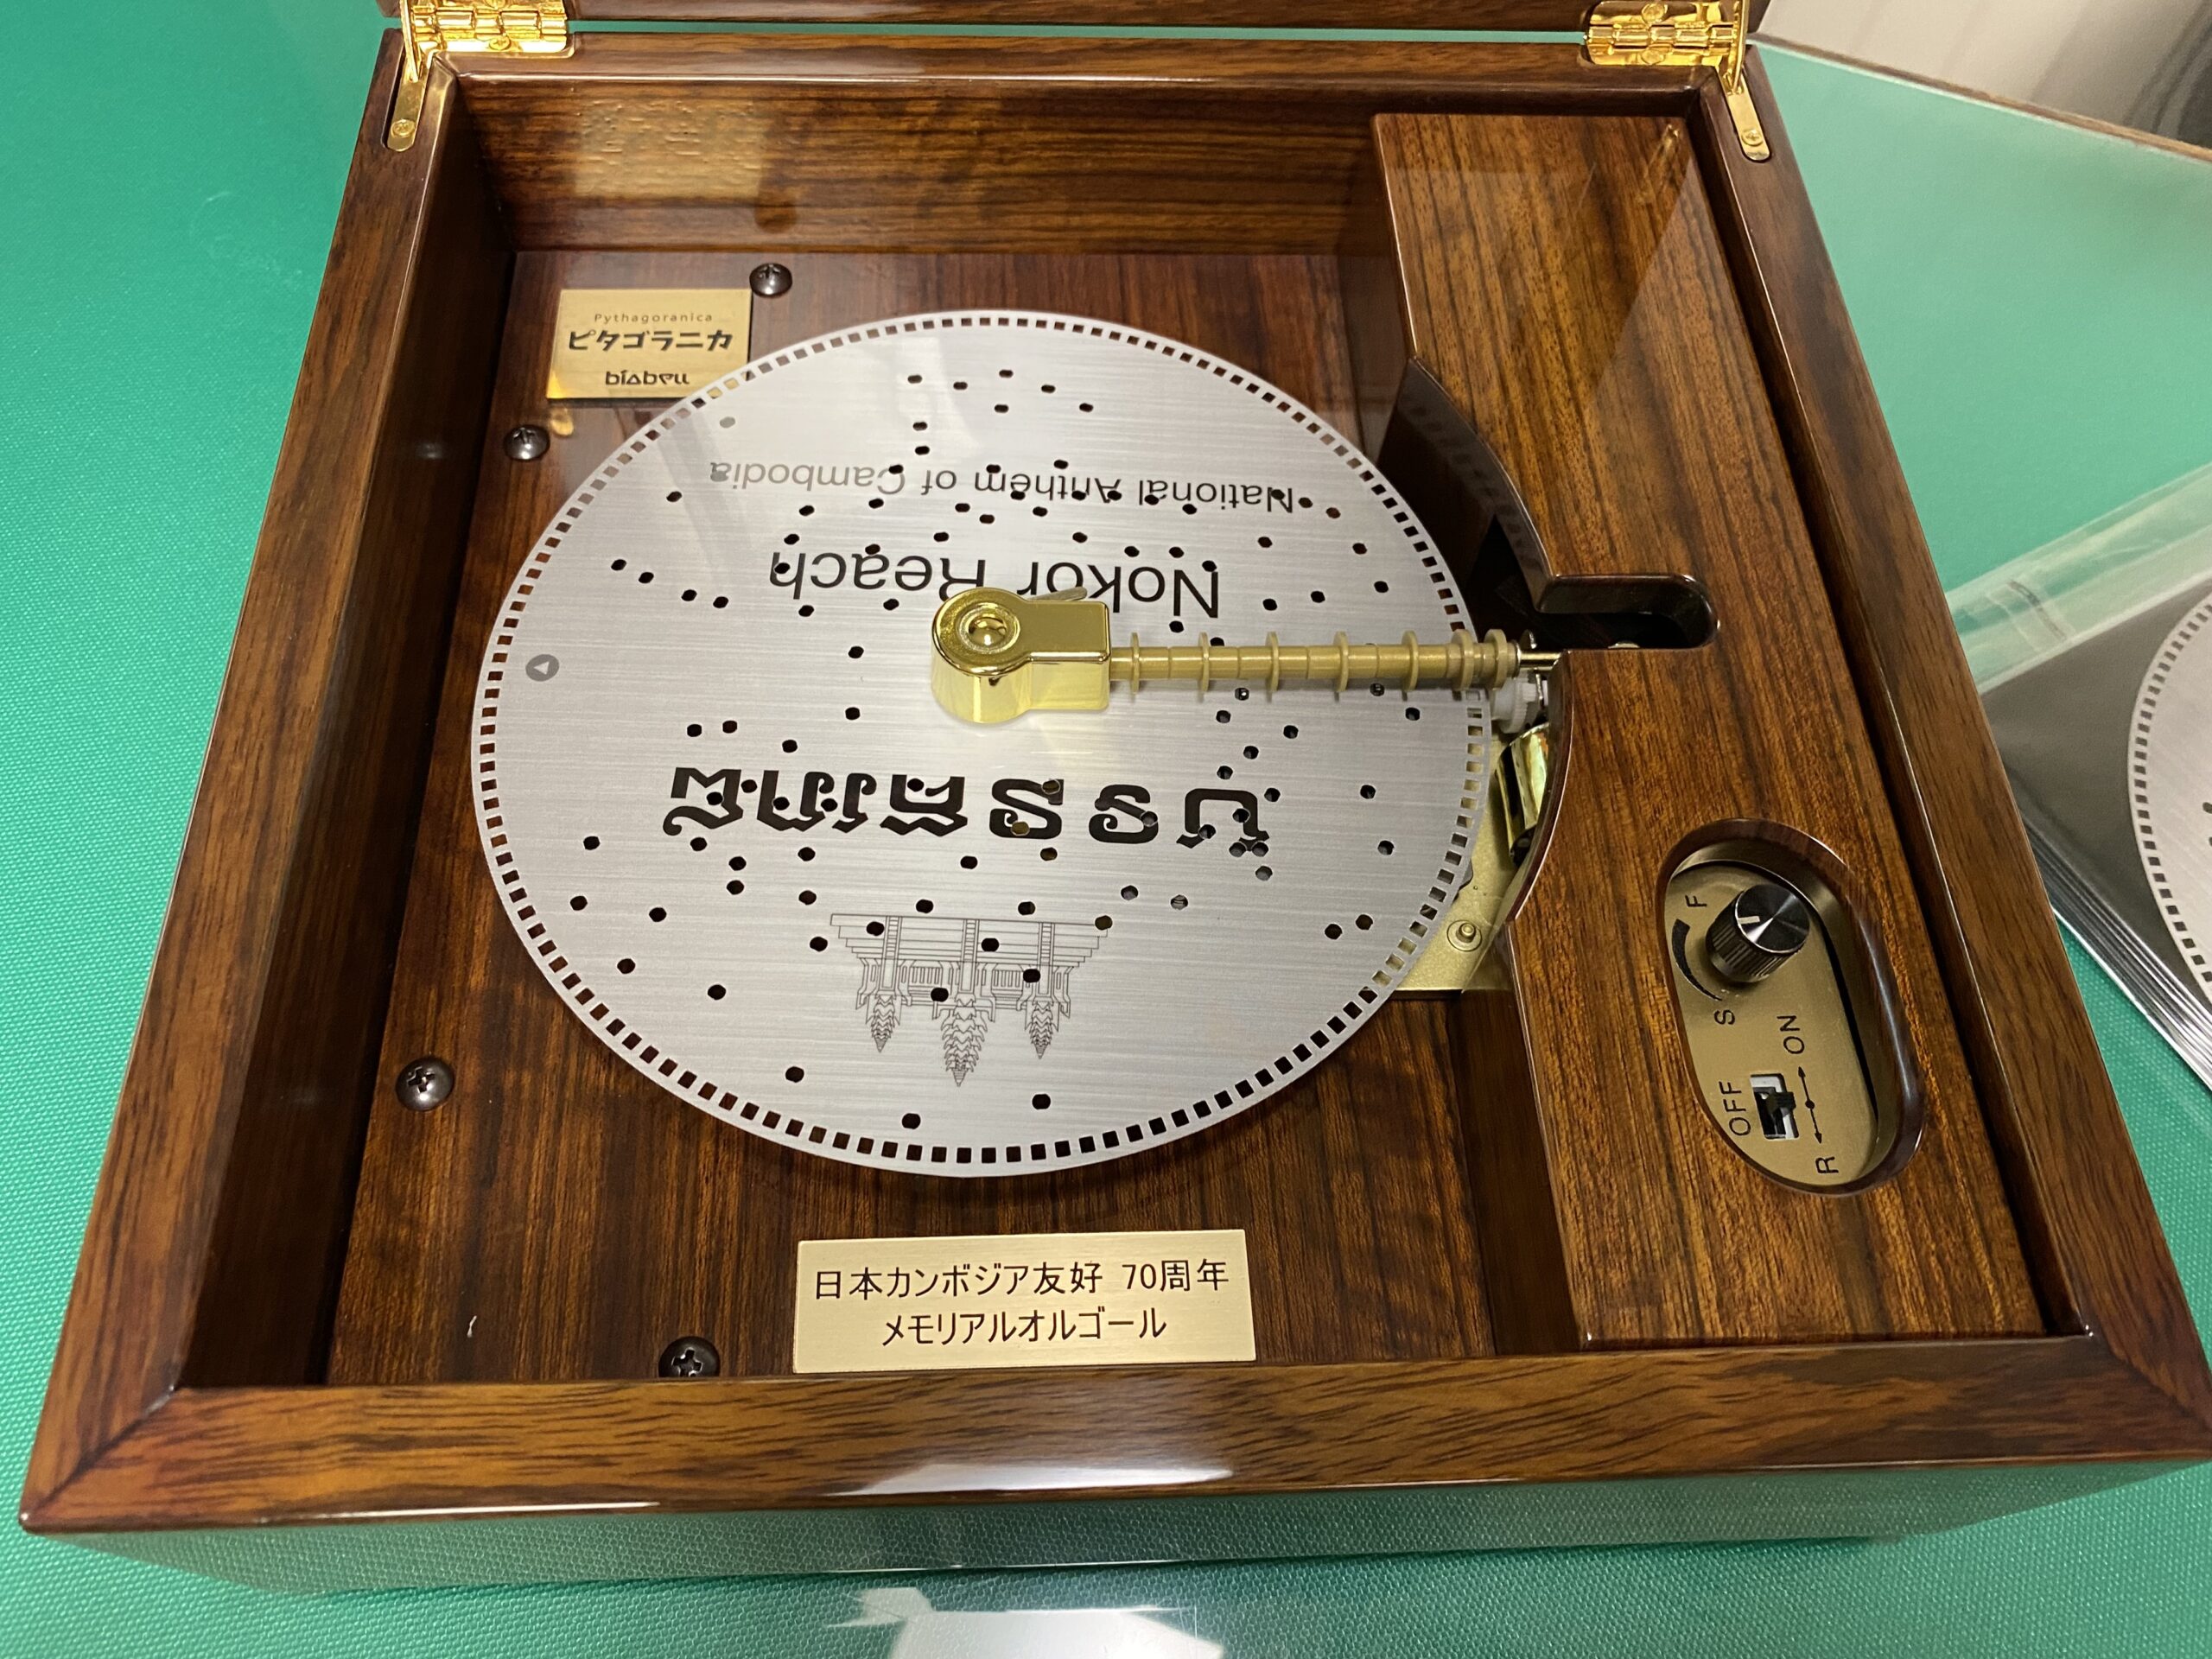 Pythagoranica
ピタゴラニカ
បទនគររាជ
Nokor Reach
National Anthem of Cambodia
F
S
ON
OFF
R
日本カンボジア友好 70周年
メモリアルオルゴール